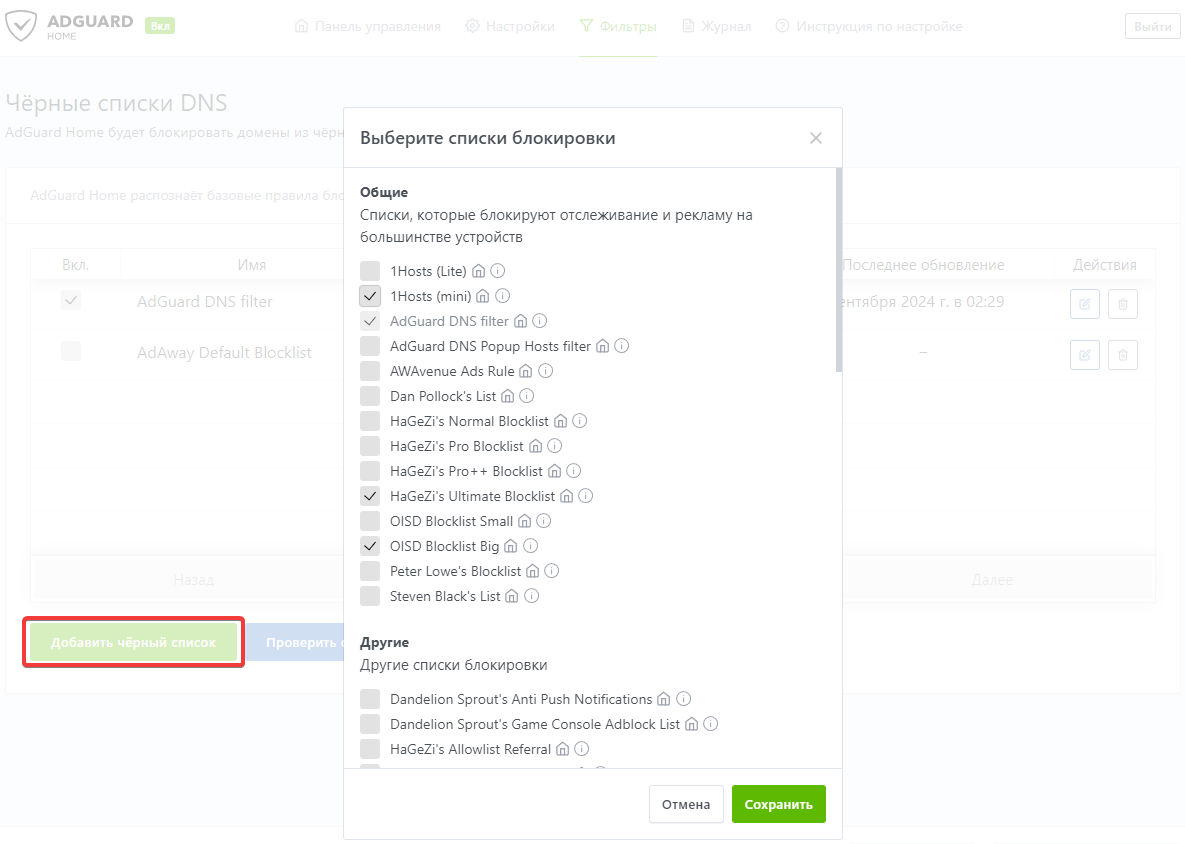 ADGUARD
HOME
Вкл
Панель управления
Настройки
Фильтры
Журнал
Инструкция по настройке
Выйти
Чёрные списки DNS
AdGuard Home будет блокировать домены из чёрн
AdGuard Home распознаёт базовые правила бло
Вкл.
Имя
Последнее обновление
Действия
AdGuard DNS filter
ентября 2024 г. в 02:29
AdAway Default Blocklist
–
Назад
Далее
Добавить чёрный список
Проверить
Выберите списки блокировки
Общие
Списки, которые блокируют отслеживание и рекламу на
большинстве устройств
1Hosts (Lite)
1Hosts (mini)
AdGuard DNS filter
AdGuard DNS Popup Hosts filter
AWAvenue Ads Rule
Dan Pollock's List
HaGeZi's Normal Blocklist
HaGeZi's Pro Blocklist
HaGeZi's Pro++ Blocklist
HaGeZi's Ultimate Blocklist
OISD Blocklist Small
OISD Blocklist Big
Peter Lowe's Blocklist
Steven Black's List
Другие
Другие списки блокировки
Dandelion Sprout's Anti Push Notifications
Dandelion Sprout's Game Console Adblock List
HaGeZi's Allowlist Referral
Отмена
Сохранить